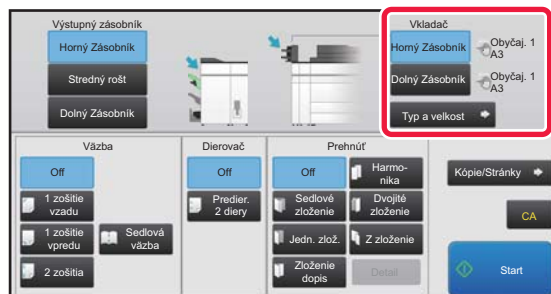 Výstupný zásobník
Horný Zásobník
Stredný rošt
Dolný Zásobník
Vkladač
Horný Zásobník
Obyčaj. 1
A3
Dolný Zásobník
Obyčaj. 1
A3
Typ a velkost
Väzba
Off
1 zošitie
vzadu
1 zošitie
vpredu
Sedlová
väzba
2 zošitia
Dierovač
Off
Predier.
2 diery
Prehnúť
Off
Harmo-
nika
Sedlové
zloženie
Dvojité
zloženie
Jedn. zlož.
Z zloženie
Zloženie
dopis
Detail
Kópie/Stránky
CA
Start